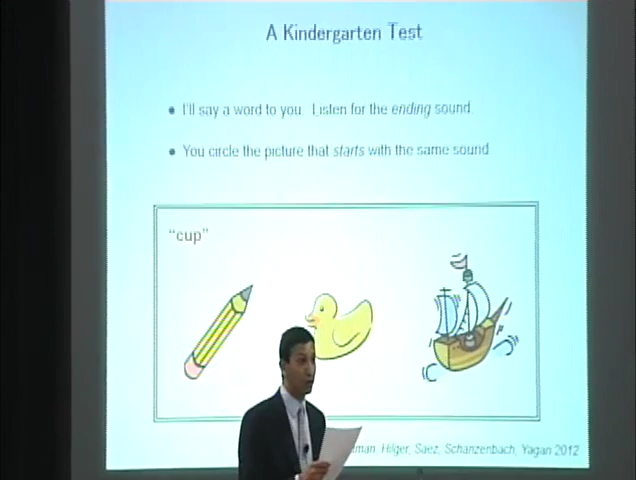 A Kindergarten Test
I'll say a word to you. Listen for the ending sound.
You circle the picture that starts with the same sound
"cup"
Hilger, Saez, Schanzenbach, Yagan 2012